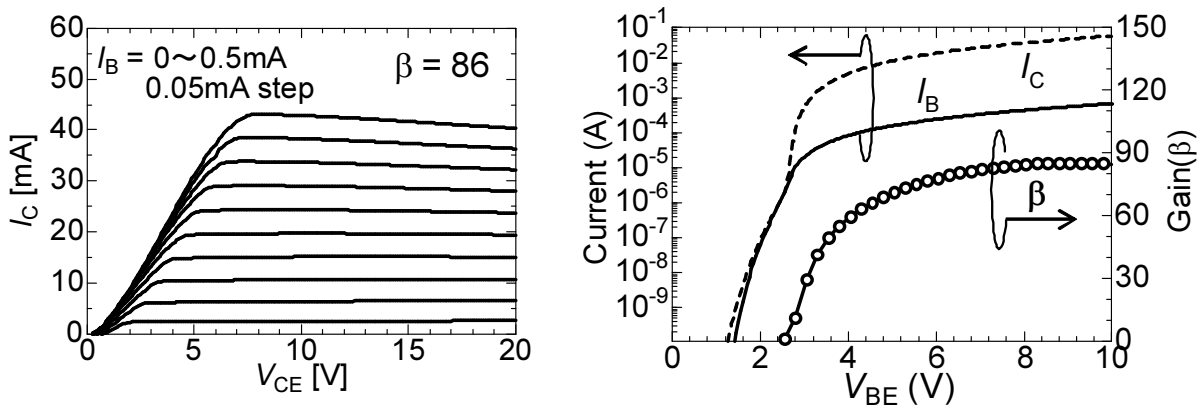 60
50
40
30
20
10
0
I_C [mA]
I_B = 0～0.5mA
0.05mA step
β = 86
0 5 10 15 20
V_CE [V]
10^-1
10^-2
10^-3
10^-4
10^-5
10^-6
10^-7
10^-8
10^-9
Current (A)
I_C
I_B
β
150
120
90
60
30
0
Gain(β)
0 2 4 6 8 10
V_BE (V)